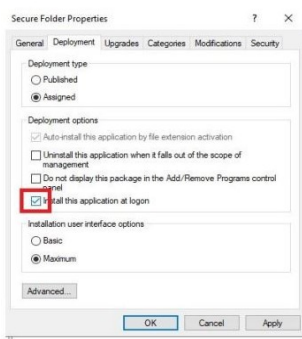 Secure Folder Properties ? ×
General Deployment Upgrades Categories Modifications Security
Deployment type
Published
Assigned
Deployment options
Auto-install this application by file extension activation
Uninstall this application when it falls out of the scope of
management
Do not display this package in the Add/Remove Programs control
panel
Install this application at logon
Installation user interface options
Basic
Maximum
Advanced...
OK Cancel Apply